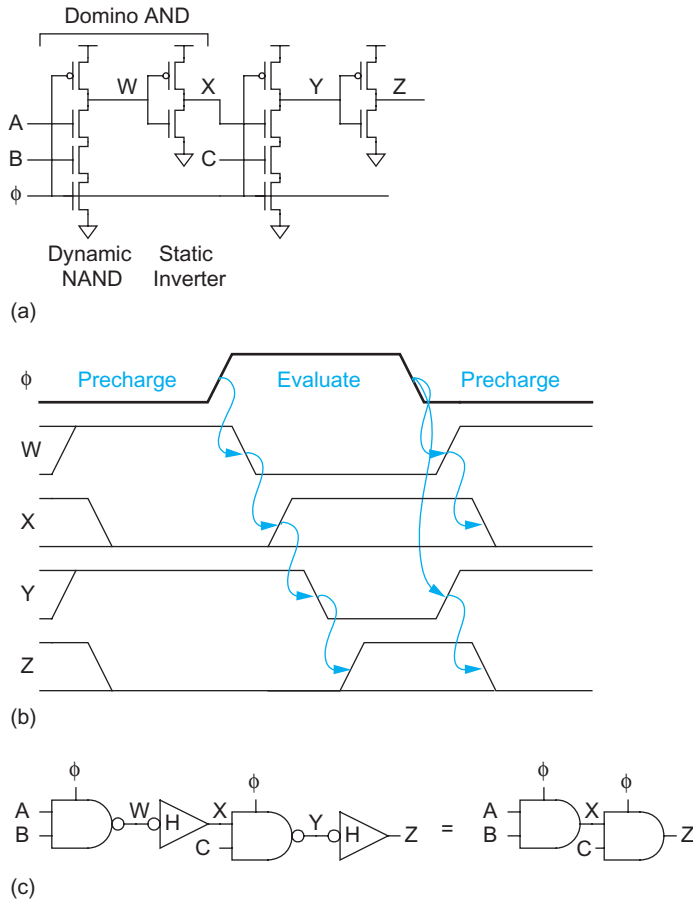 Domino AND
W X Y Z
A
B C
ϕ
Dynamic NAND
Static Inverter
(a)
ϕ Precharge Evaluate Precharge
W
X
Y
Z
(b)
ϕ ϕ ϕ ϕ
A W H X Y H Z = A X Z
B C B C
(c)